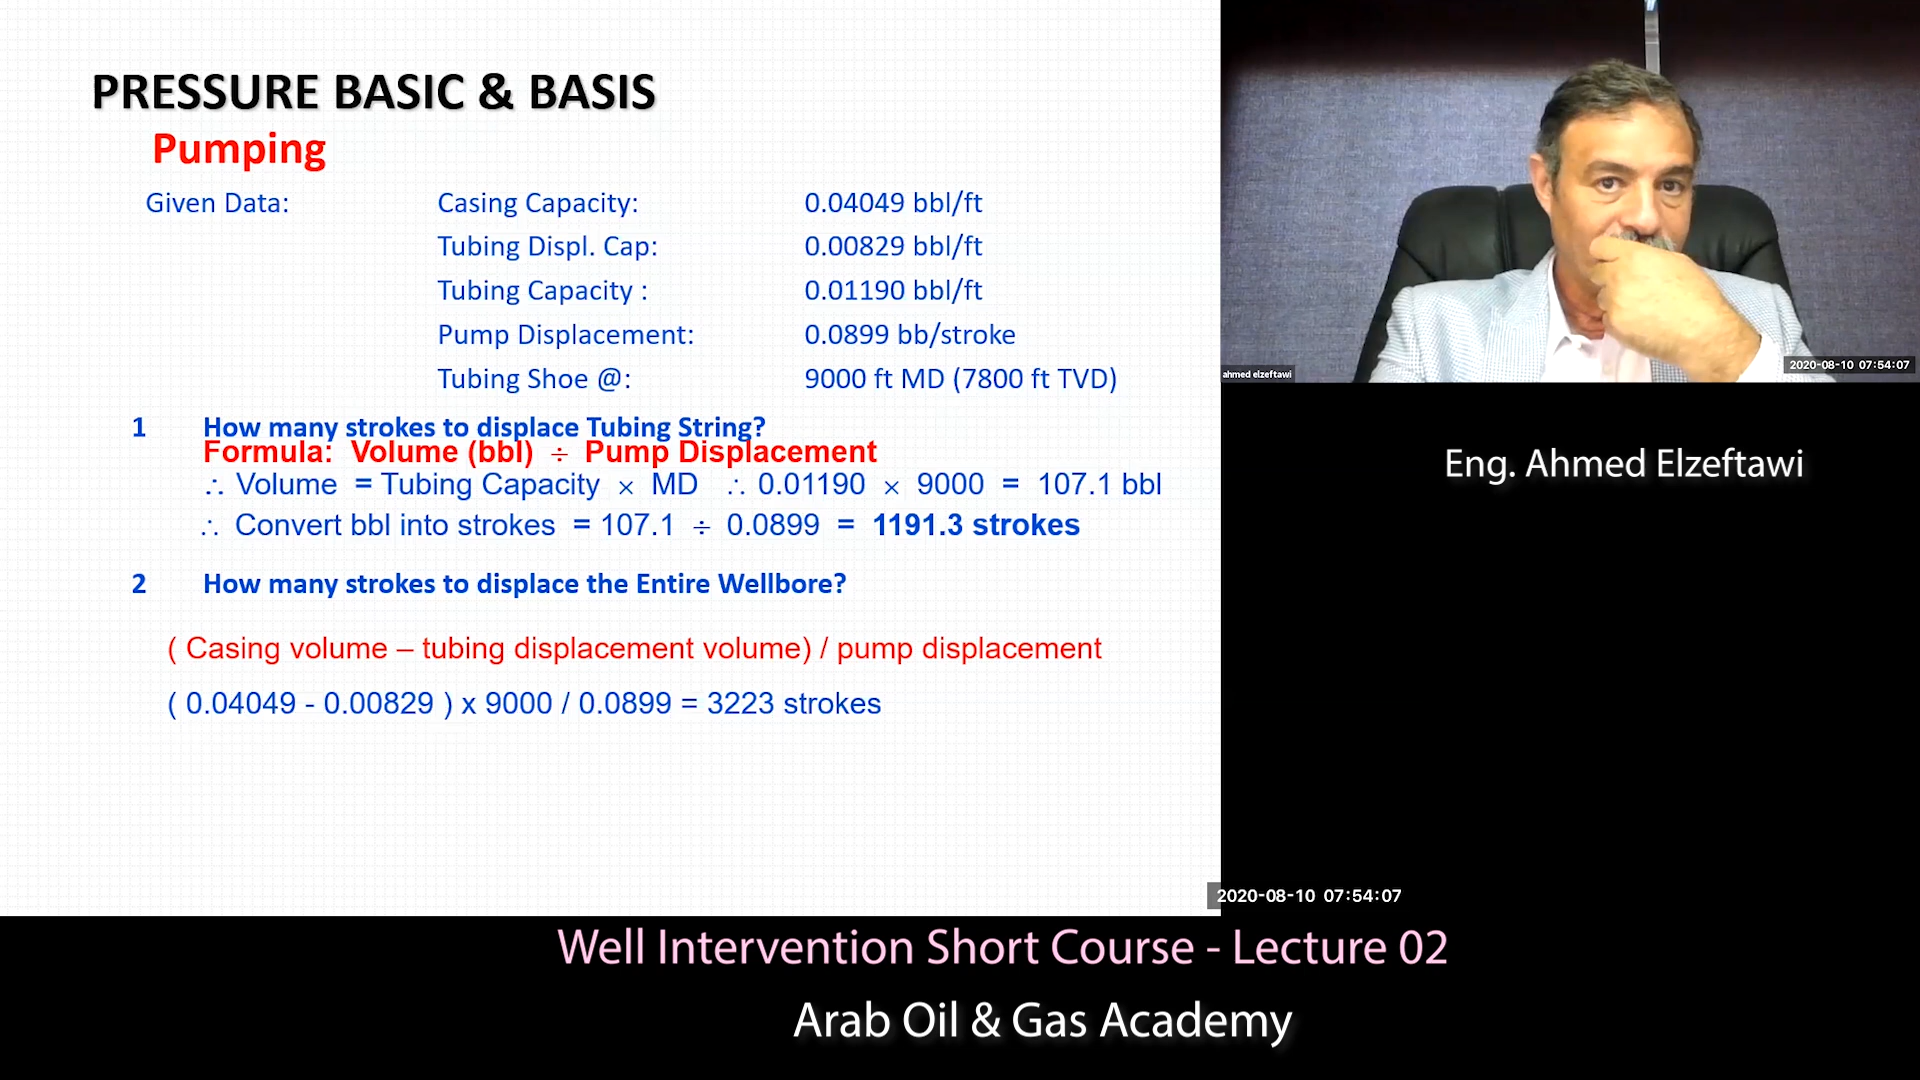 PRESSURE BASIC & BASIS
Pumping
Given Data: Casing Capacity: 0.04049 bbl/ft
Tubing Displ. Cap: 0.00829 bbl/ft
Tubing Capacity : 0.01190 bbl/ft
Pump Displacement: 0.0899 bb/stroke
Tubing Shoe @: 9000 ft MD (7800 ft TVD)
1 How many strokes to displace Tubing String?
Formula: Volume (bbl) ÷ Pump Displacement
∴ Volume = Tubing Capacity × MD ∴ 0.01190 × 9000 = 107.1 bbl
∴ Convert bbl into strokes = 107.1 ÷ 0.0899 = 1191.3 strokes
2 How many strokes to displace the Entire Wellbore?
( Casing volume – tubing displacement volume) / pump displacement
( 0.04049 - 0.00829 ) x 9000 / 0.0899 = 3223 strokes
2020-08-10 07:54:07
ahmed elzeftawi
2020-08-10 07:54:07
Eng. Ahmed Elzeftawi
Well Intervention Short Course - Lecture 02
Arab Oil & Gas Academy